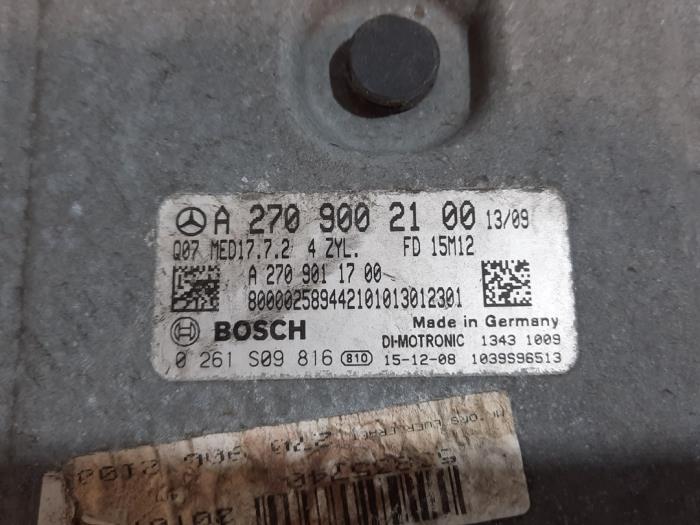 A 270 900 21 00 13/09
Q07 MED17.7.2 4 ZYL. FD 15M12
A 270 901 17 00
80000258944210101301230​1
BOSCH Made in Germany
DI-MOTRONIC 1343 1009
0 261 S09 816 810 15-12-08 1039S96513